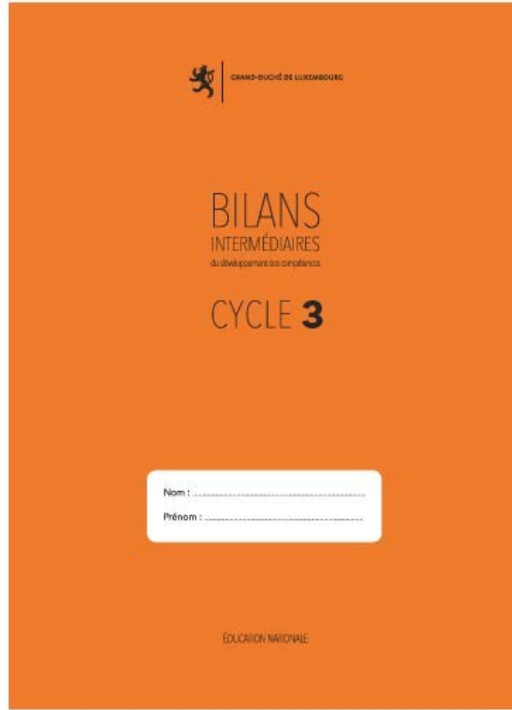 GRAND-DUCHÉ DE LUXEMBOURG
BILANS
INTERMÉDIAIRES
du développement des compétences
CYCLE 3
Nom :
Prénom :
ÉDUCATION NATIONALE